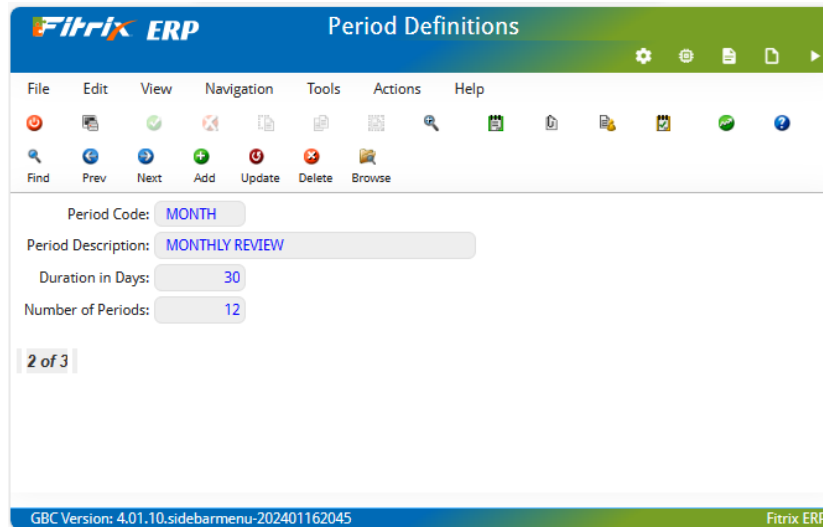 Fitrix ERP
Period Definitions
File Edit View Navigation Tools Actions Help
Find Prev Next Add Update Delete Browse
Period Code: MONTH
Period Description: MONTHLY REVIEW
Duration in Days: 30
Number of Periods: 12
2 of 3
GBC Version: 4.01.10.sidebarmenu-202401162045 Fitrix ERP